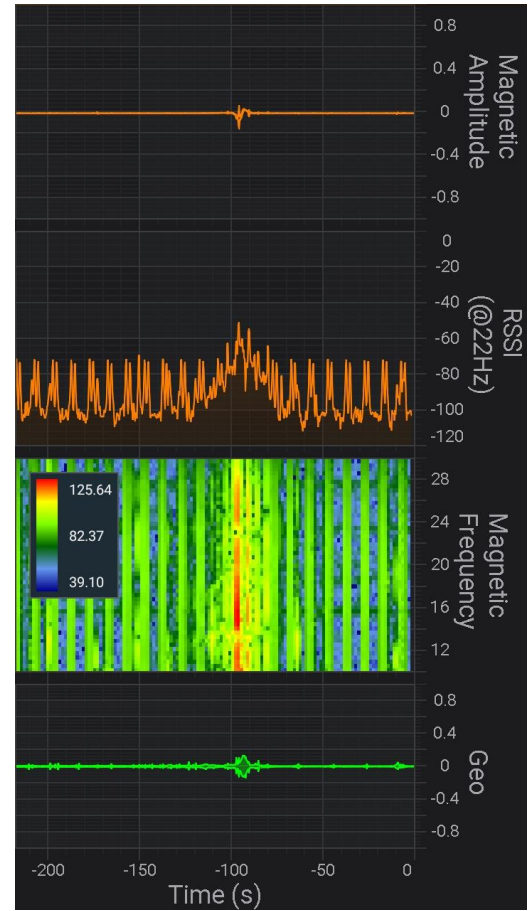 0.8
0.4
0
-0.4
-0.8
Magnetic
Amplitude
0
-20
-40
-60
-80
-100
-120
RSSI
(@22Hz)
125.64
82.37
39.10
28
24
20
16
12
Magnetic
Frequency
0.8
0.4
0
-0.4
-0.8
Geo
-200 -150 -100 -50 0
Time (s)